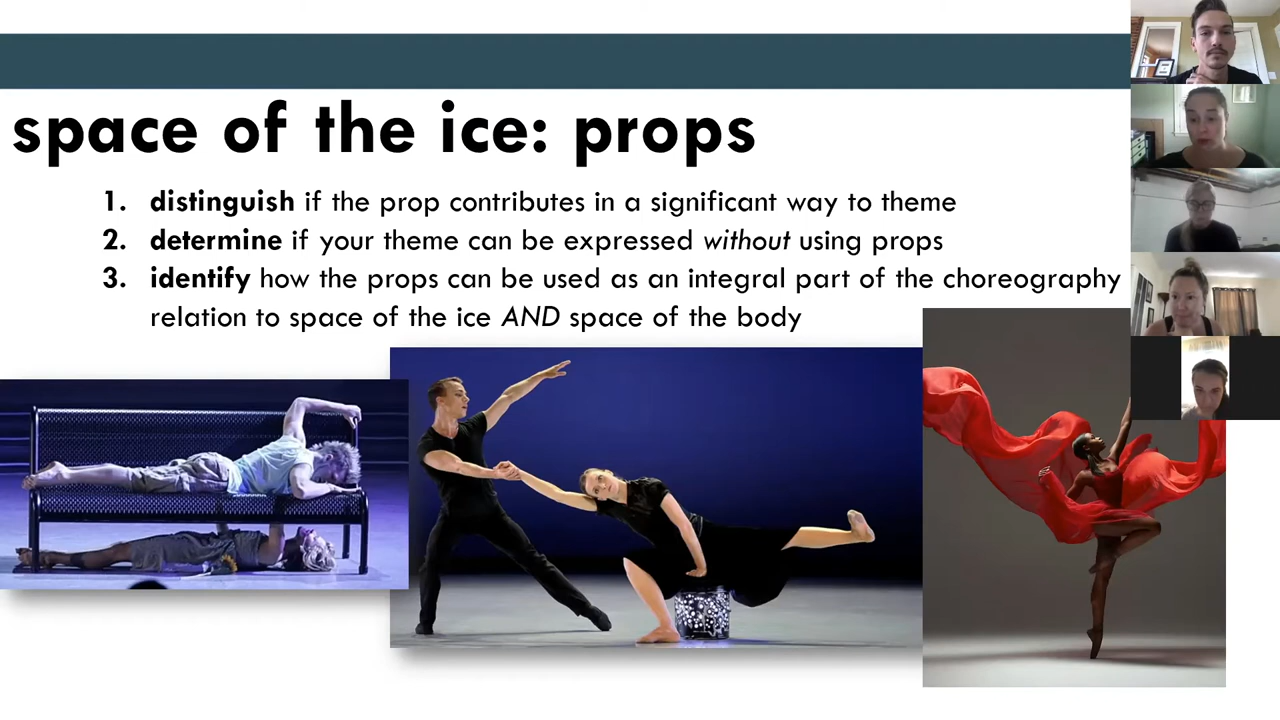 space of the ice: props
1. distinguish if the prop contributes in a significant way to theme
2. determine if your theme can be expressed without using props
3. identify how the props can be used as an integral part of the choreography
relation to space of the ice AND space of the body